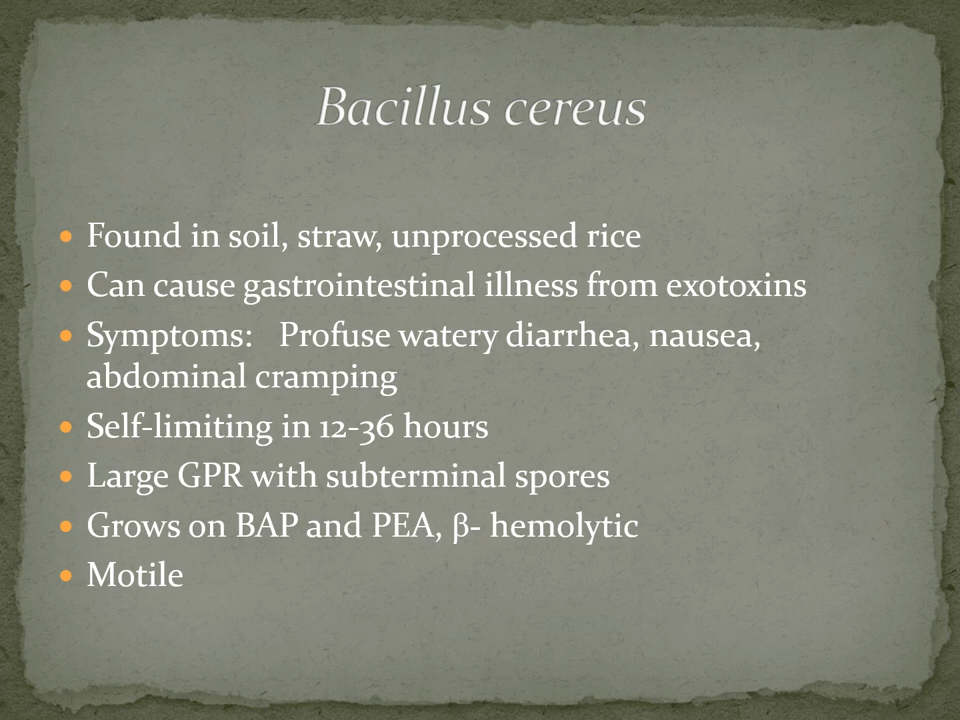 Bacillus cereus
• Found in soil, straw, unprocessed rice
• Can cause gastrointestinal illness from exotoxins
• Symptoms:   Profuse watery diarrhea, nausea,
abdominal cramping
• Self-limiting in 12-36 hours
• Large GPR with subterminal spores
• Grows on BAP and PEA, β- hemolytic
• Motile